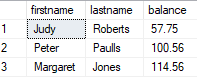 firstname lastname balance
1 Judy Roberts 57.75
2 Peter Paulls 100.56
3 Margaret Jones 114.56